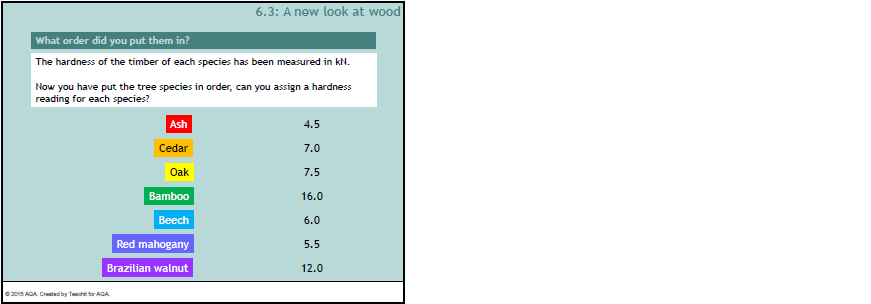 6.3: A new look at wood
What order did you put them in?
The hardness of the timber of each species has been measured in kN.
Now you have put the tree species in order, can you assign a hardness
reading for each species?
Ash 4.5
Cedar 7.0
Oak 7.5
Bamboo 16.0
Beech 6.0
Red mahogany 5.5
Brazilian walnut 12.0
© 2015 AQA. Created by Teachit for AQA.